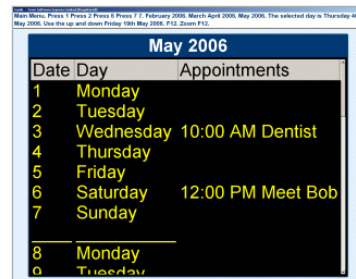 Main Menu. Press 1 Press 2 Press 6 Press 7 7. February 2006. March April 2006. May 2006. The selected day is Thursday 4
May 2006. Use the up and down Friday 19th May 2006. F12. Zoom F12.
May 2006
Date Day Appointments
1 Monday
2 Tuesday
3 Wednesday 10:00 AM Dentist
4 Thursday
5 Friday
6 Saturday 12:00 PM Meet Bob
7 Sunday
8 Monday
9 Tuesday